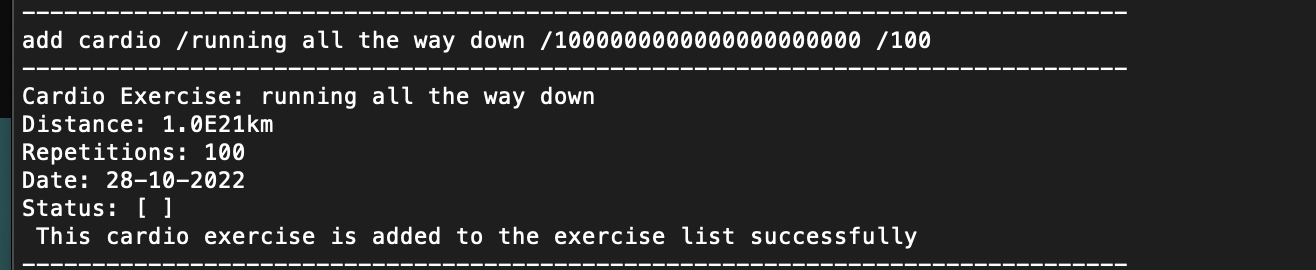 --------------------------------------------------------------------------------
add cardio /running all the way down /1000000000000000000000 /100
--------------------------------------------------------------------------------
Cardio Exercise: running all the way down
Distance: 1.0E21km
Repetitions: 100
Date: 28-10-2022
Status: [ ]
 This cardio exercise is added to the exercise list successfully
--------------------------------------------------------------------------------